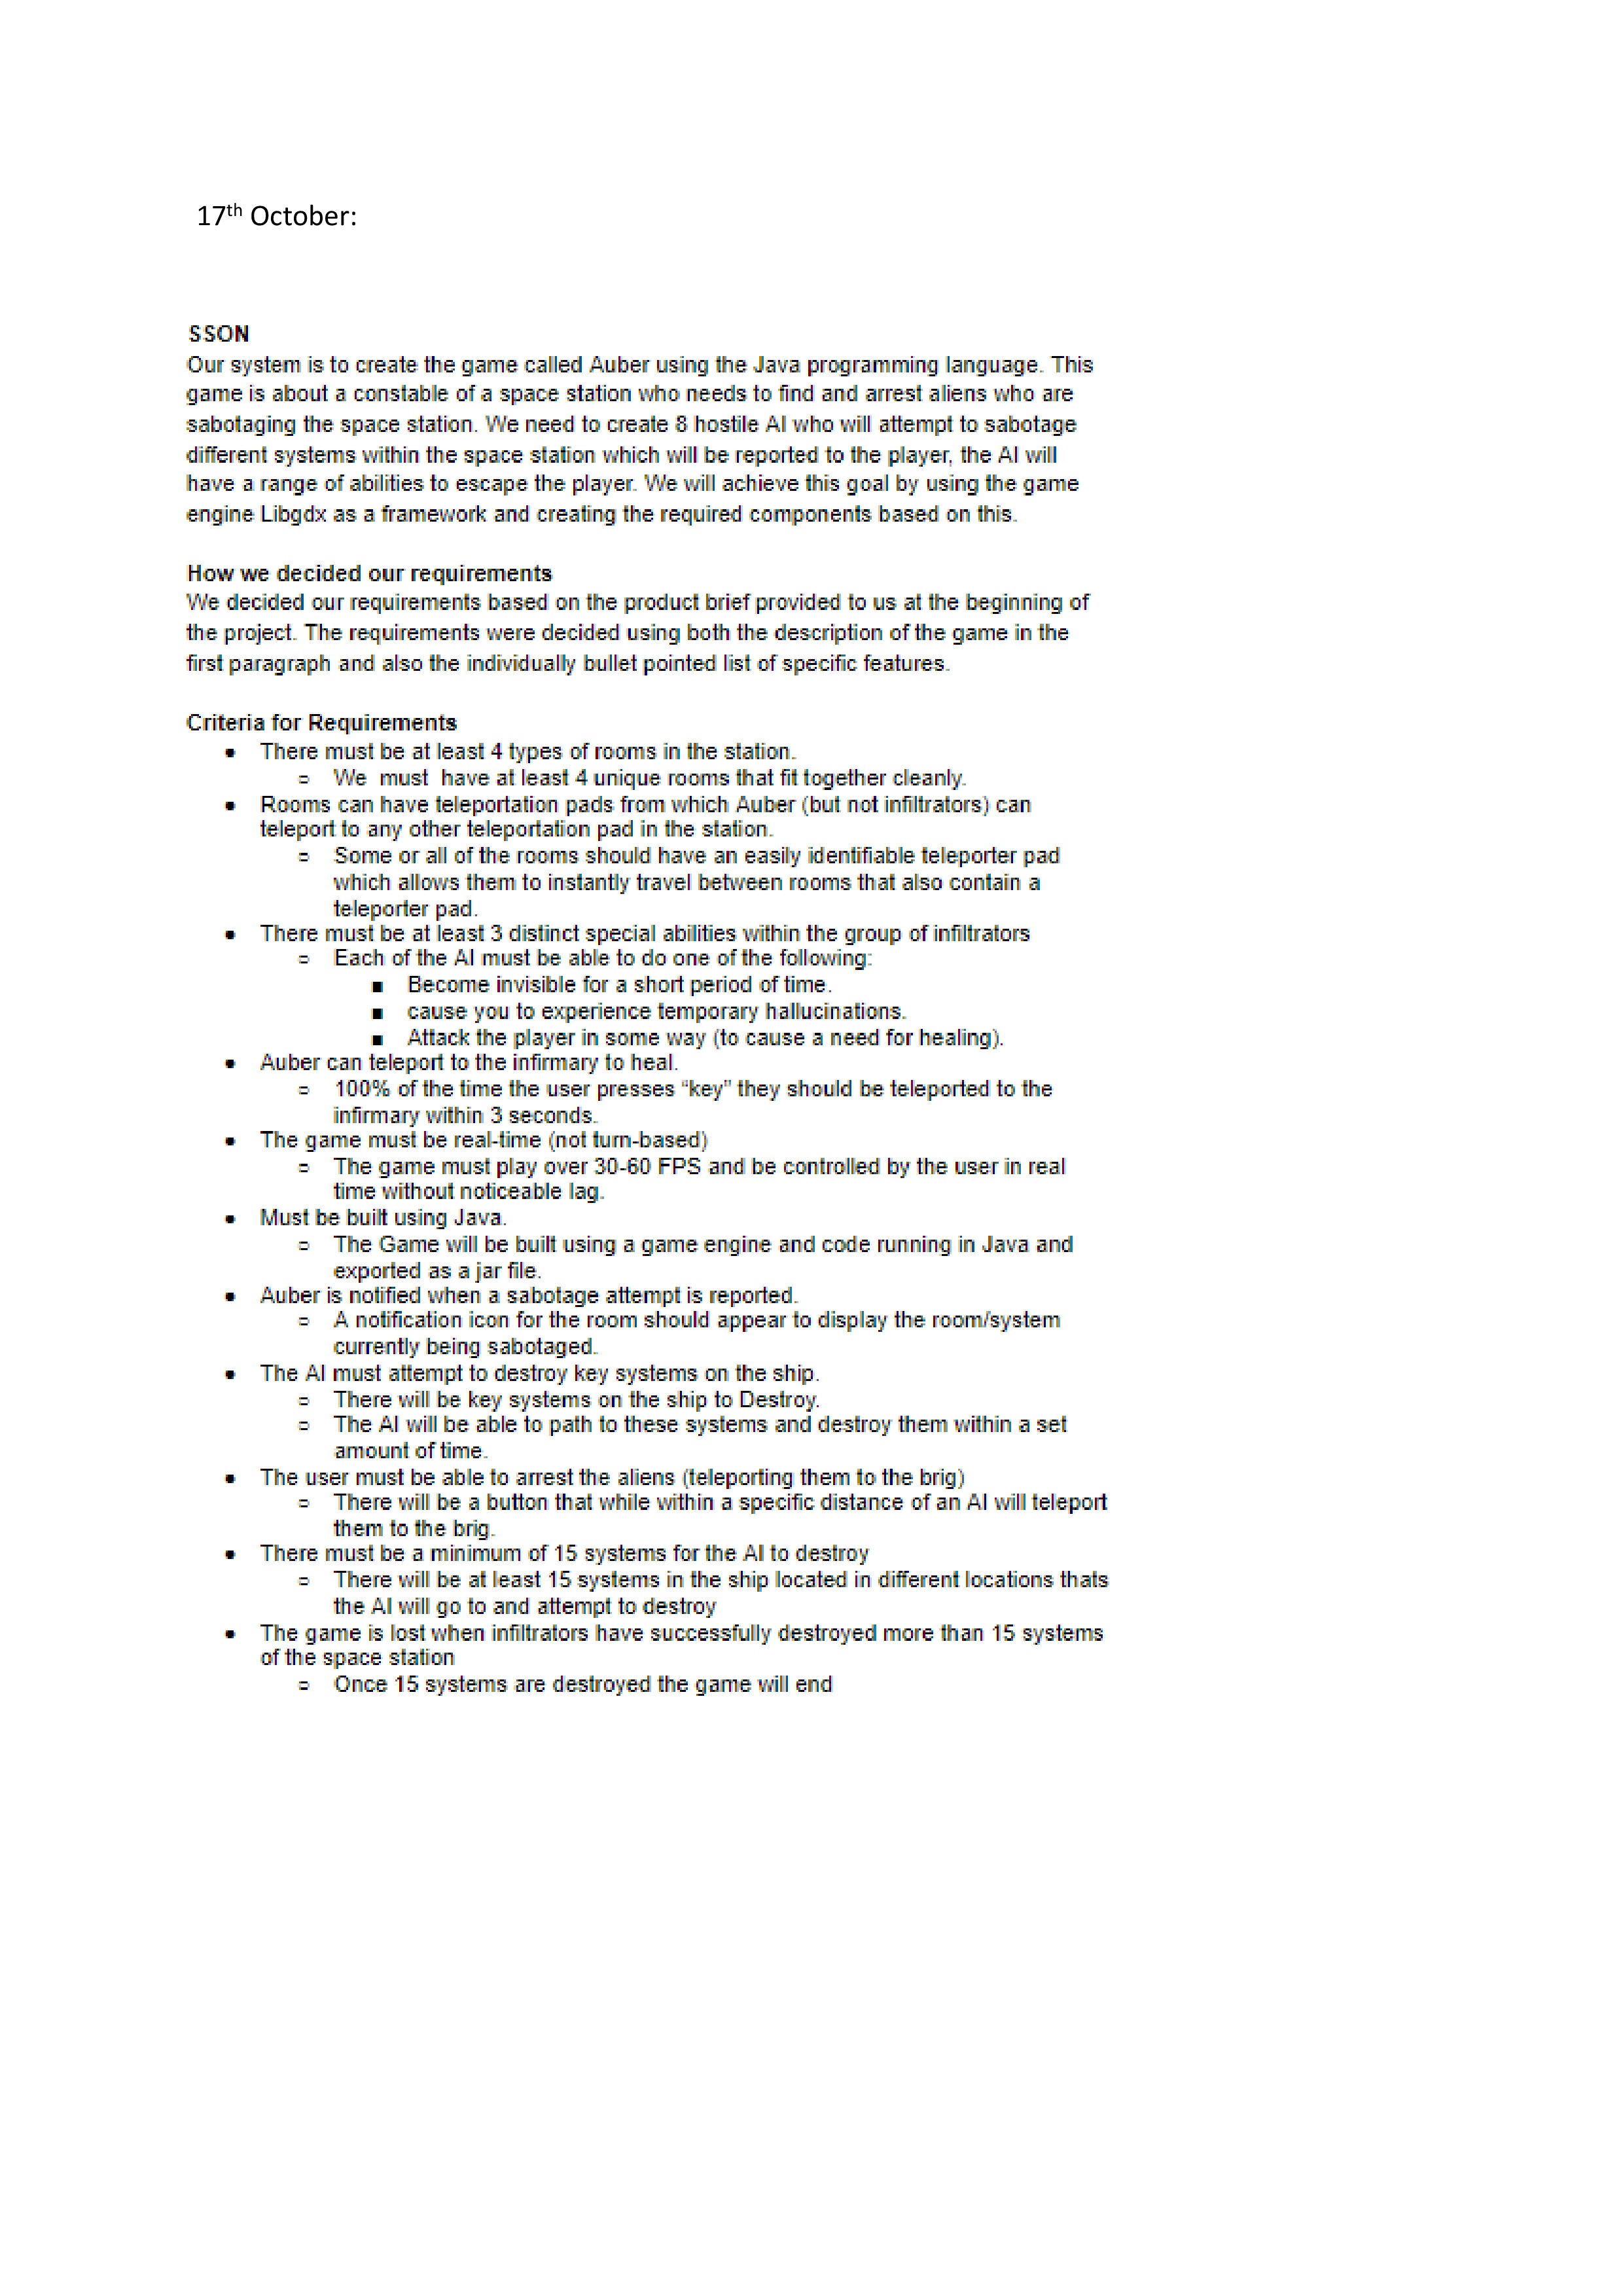 17th October:
SSON
Our system is to create the game called Auber using the Java programming language. This
game is about a constable of a space station who needs to find and arrest aliens who are
sabotaging the space station. We need to create 8 hostile AI who will attempt to sabotage
different systems within the space station which will be reported to the player, the AI will
have a range of abilities to escape the player. We will achieve this goal by using the game
engine Libgdx as a framework and creating the required components based on this.
How we decided our requirements
We decided our requirements based on the product brief provided to us at the beginning of
the project. The requirements were decided using both the description of the game in the
first paragraph and also the individually bullet pointed list of specific features.
Criteria for Requirements
● There must be at least 4 types of rooms in the station.
○ We must have at least 4 unique rooms that fit together cleanly.
● Rooms can have teleportation pads from which Auber (but not infiltrators) can
teleport to any other teleportation pad in the station.
○ Some or all of the rooms should have an easily identifiable teleporter pad
which allows them to instantly travel between rooms that also contain a
teleporter pad.
● There must be at least 3 distinct special abilities within the group of infiltrators
○ Each of the AI must be able to do one of the following:
■ Become invisible for a short period of time.
■ cause you to experience temporary hallucinations.
■ Attack the player in some way (to cause a need for healing).
● Auber can teleport to the infirmary to heal.
○ 100% of the time the user presses “key” they should be teleported to the
infirmary within 3 seconds.
● The game must be real-time (not turn-based)
○ The game must play over 30-60 FPS and be controlled by the user in real
time without noticeable lag.
● Must be built using Java.
○ The Game will be built using a game engine and code running in Java and
exported as a jar file.
● Auber is notified when a sabotage attempt is reported.
○ A notification icon for the room should appear to display the room/system
currently being sabotaged.
● The AI must attempt to destroy key systems on the ship.
○ There will be key systems on the ship to Destroy.
○ The AI will be able to path to these systems and destroy them within a set
amount of time.
● The user must be able to arrest the aliens (teleporting them to the brig)
○ There will be a button that while within a specific distance of an AI will teleport
them to the brig.
● There must be a minimum of 15 systems for the AI to destroy
○ There will be at least 15 systems in the ship located in different locations thats
the AI will go to and attempt to destroy
● The game is lost when infiltrators have successfully destroyed more than 15 systems
of the space station
○ Once 15 systems are destroyed the game will end